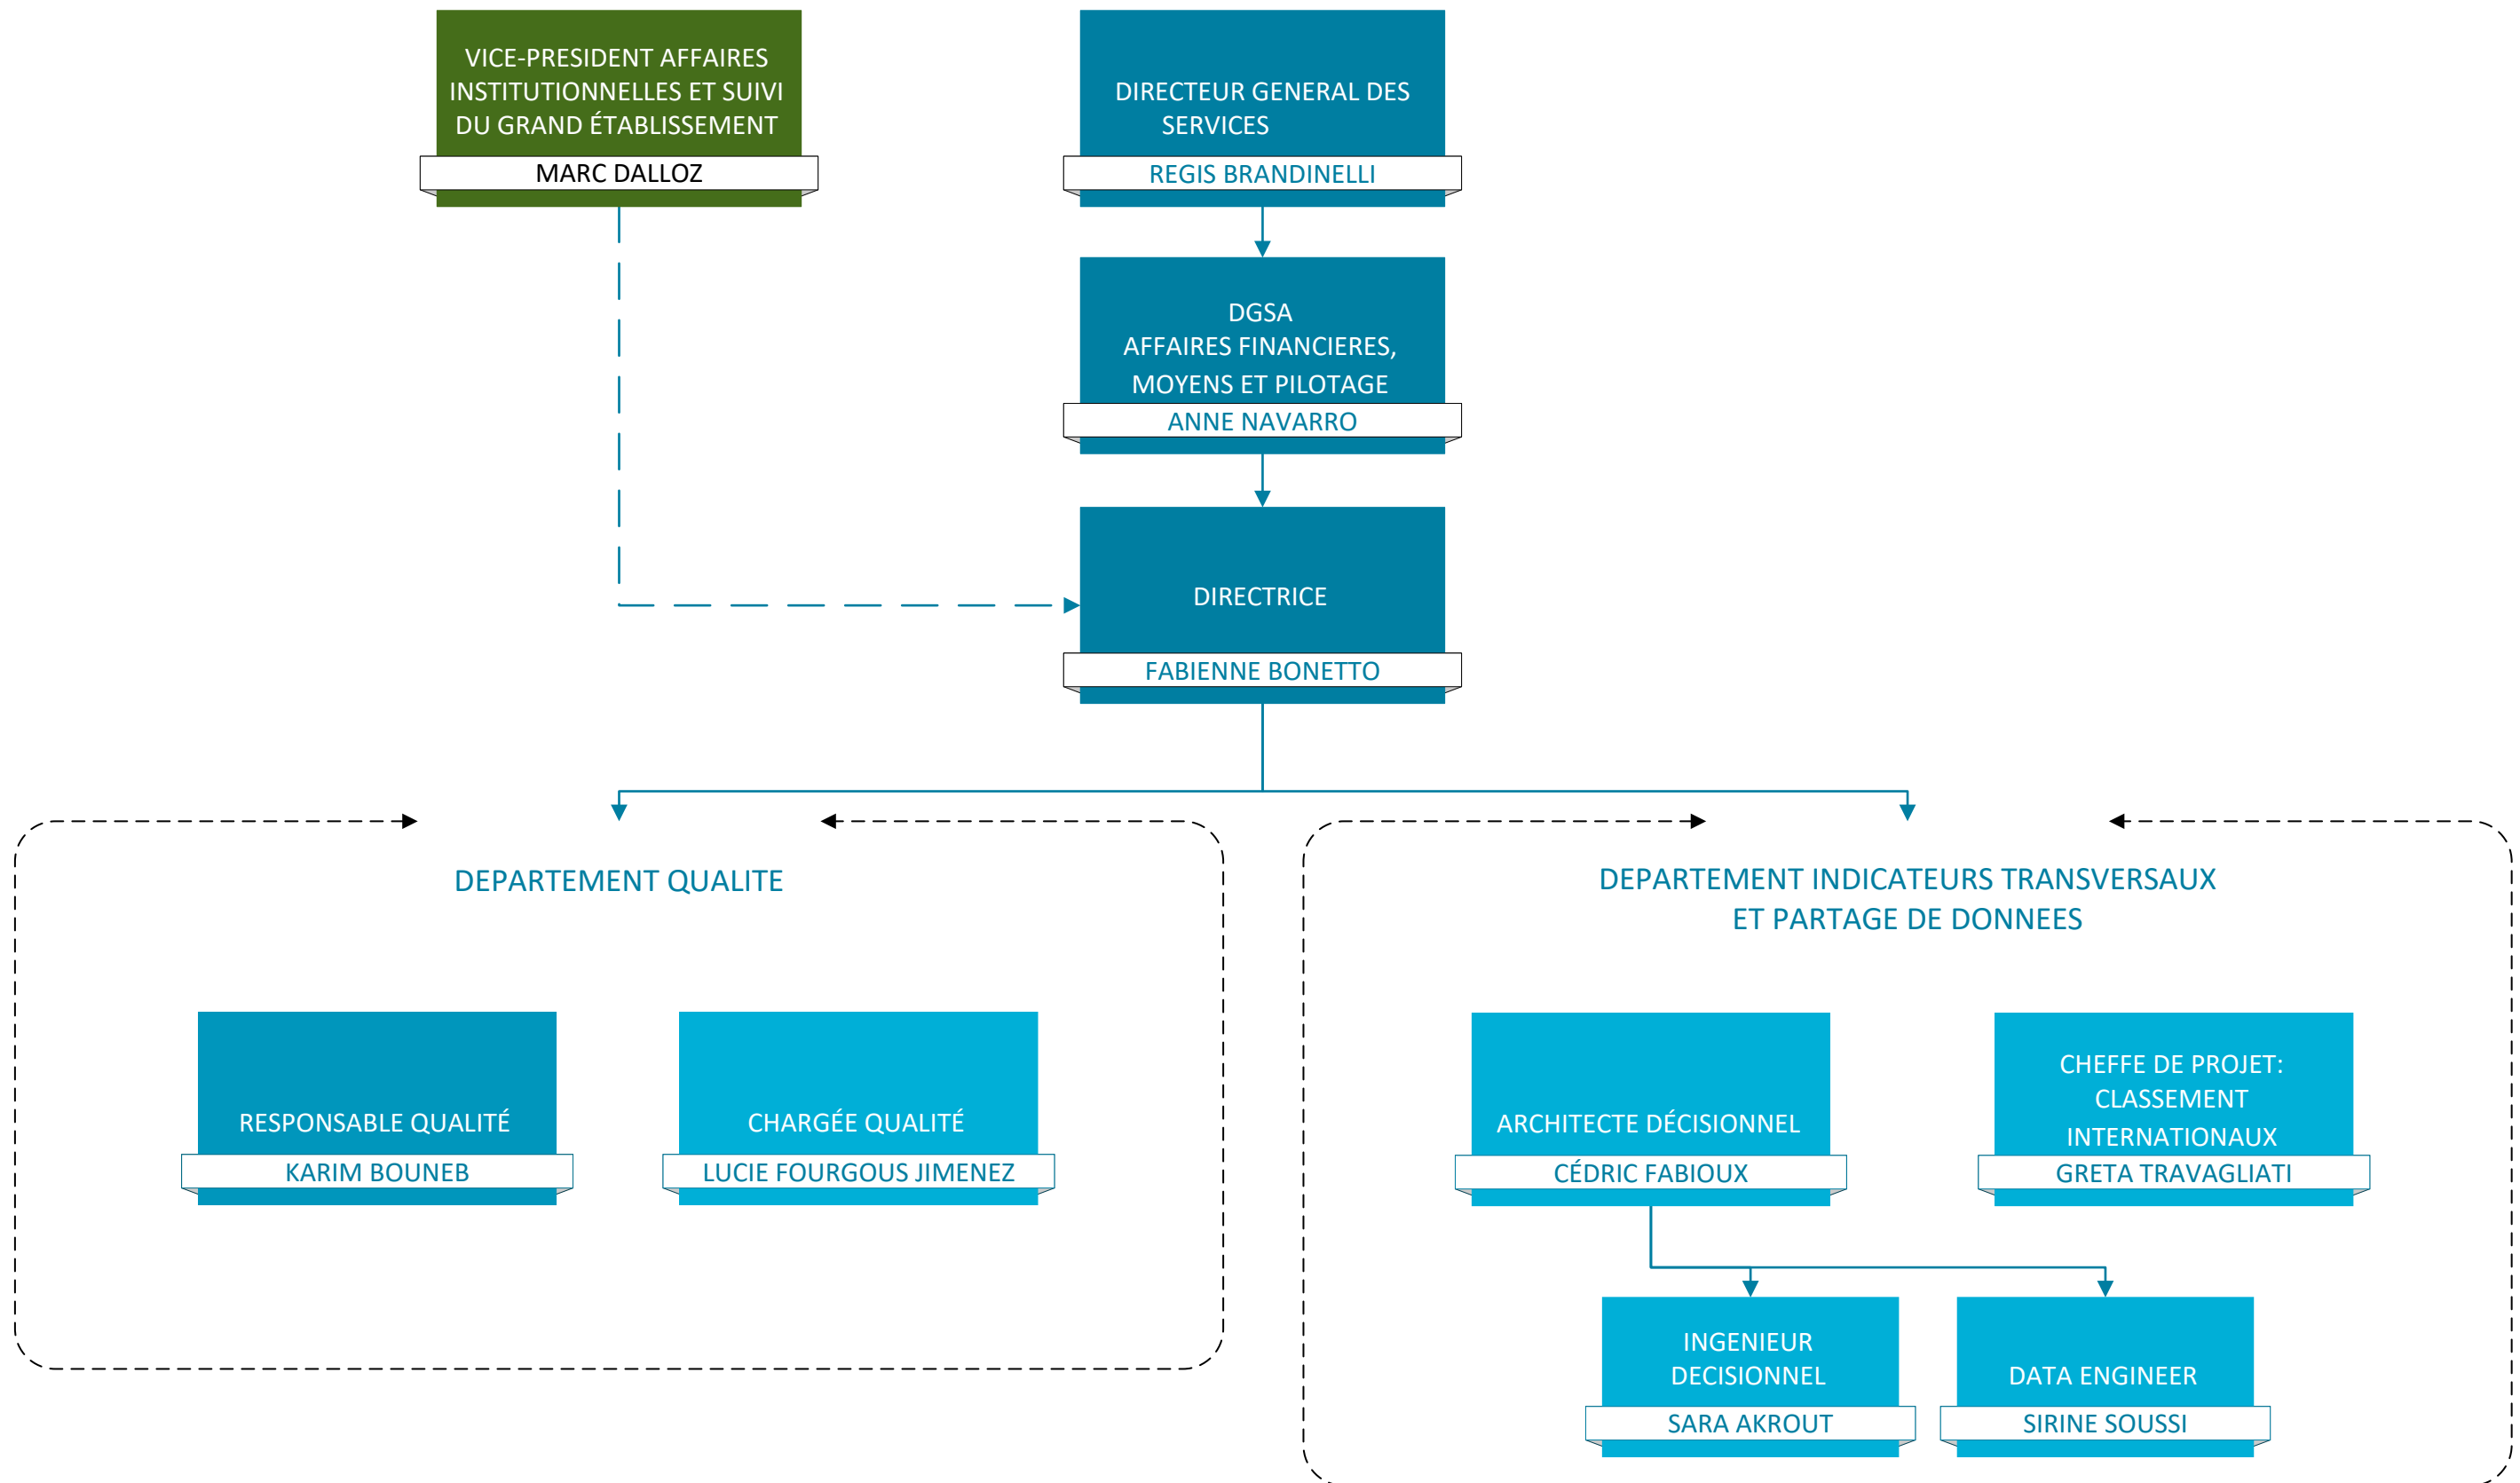 VICE-PRESIDENT AFFAIRES
INSTITUTIONNELLES ET SUIVI
DU GRAND ÉTABLISSEMENT
MARC DALLOZ
DIRECTEUR GENERAL DES
SERVICES
REGIS BRANDINELLI
DGSA
AFFAIRES FINANCIERES,
MOYENS ET PILOTAGE
ANNE NAVARRO
DIRECTRICE
FABIENNE BONETTO
DEPARTEMENT QUALITE
RESPONSABLE QUALITÉ
KARIM BOUNEB
CHARGÉE QUALITÉ
LUCIE FOURGOUS JIMENEZ
DEPARTEMENT INDICATEURS TRANSVERSAUX
ET PARTAGE DE DONNEES
ARCHITECTE DÉCISIONNEL
CÉDRIC FABIOUX
CHEFFE DE PROJET:
CLASSEMENT
INTERNATIONAUX
GRETA TRAVAGLIATI
INGENIEUR
DECISIONNEL
SARA AKROUT
DATA ENGINEER
SIRINE SOUSSI